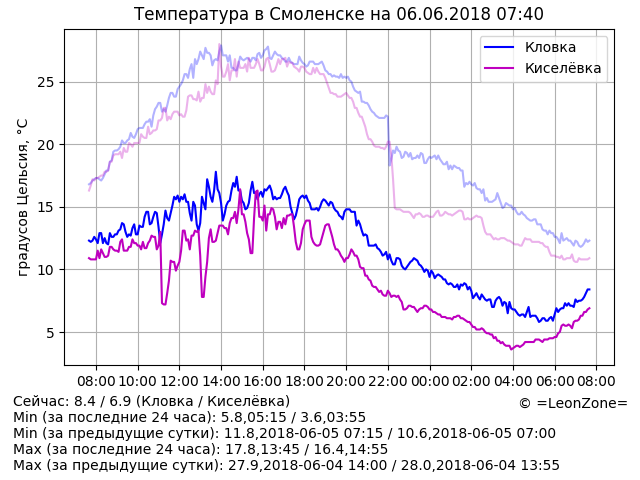 Температура в Смоленске на 06.06.2018 07:40
Кловка
Киселёвка
градусов Цельсия, °C
25
20
15
10
5
08:00 10:00 12:00 14:00 16:00 18:00 20:00 22:00 00:00 02:00 04:00 06:00 08:00
Сейчас: 8.4 / 6.9 (Кловка / Киселёвка)
© =LeonZone=
Min (за последние 24 часа): 5.8,05:15 / 3.6,03:55
Min (за предыдущие сутки): 11.8,2018-06-05 07:15 / 10.6,2018-06-05 07:00
Max (за последние 24 часа): 17.8,13:45 / 16.4,14:55
Max (за предыдущие сутки): 27.9,2018-06-04 14:00 / 28.0,2018-06-04 13:55